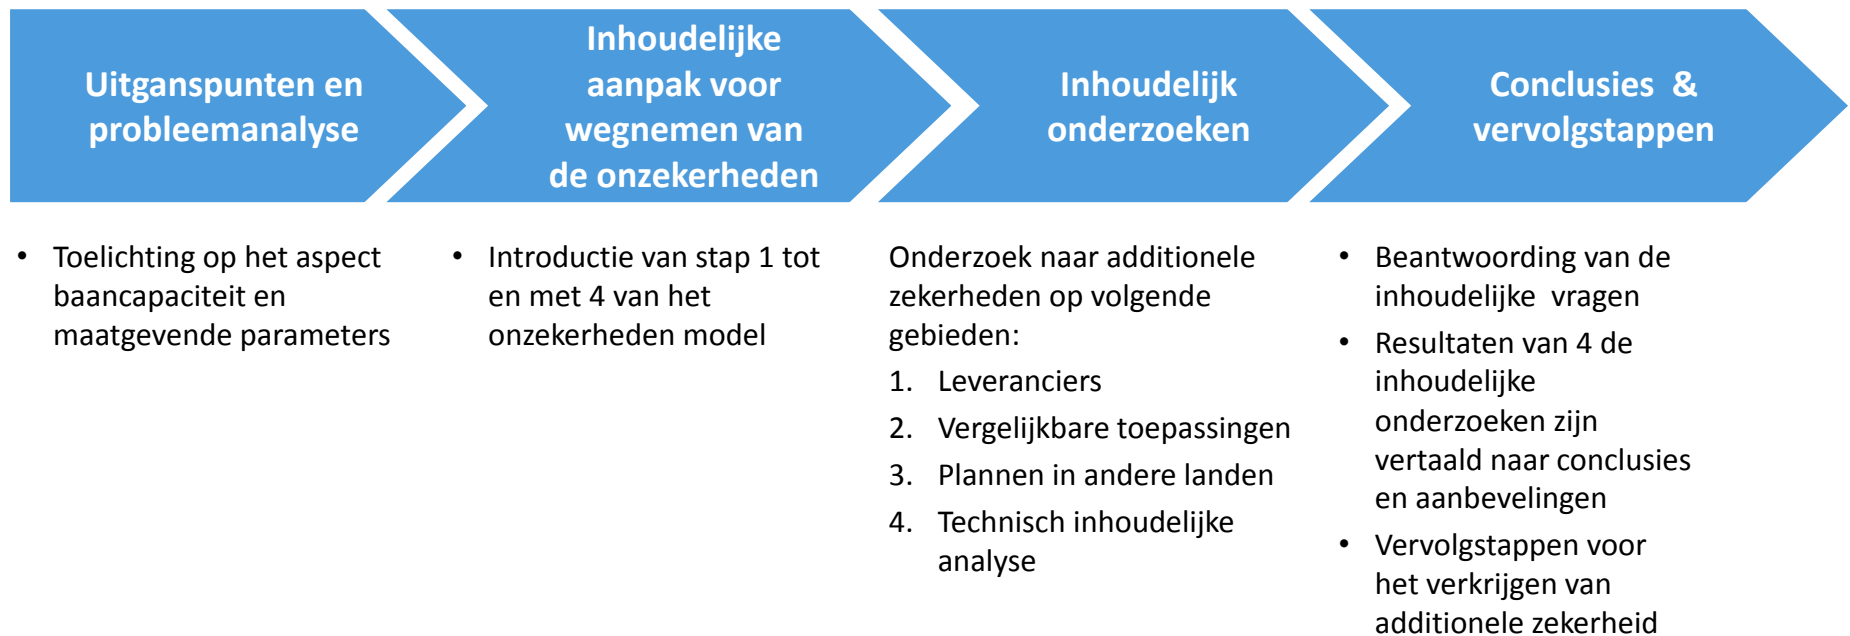 Uitganspunten en
probleemanalyse
Inhoudelijke
aanpak voor
wegnemen van
de onzekerheden
Inhoudelijk
onderzoeken
Conclusies &
vervolgstappen
• Toelichting op het aspect
baancapaciteit en
maatgevende parameters
• Introductie van stap 1 tot
en met 4 van het
onzekerheden model
Onderzoek naar additionele
zekerheden op volgende
gebieden:
1. Leveranciers
2. Vergelijkbare toepassingen
3. Plannen in andere landen
4. Technisch inhoudelijke
analyse
• Beantwoording van de
inhoudelijke vragen
• Resultaten van 4 de
inhoudelijke
onderzoeken zijn
vertaald naar conclusies
en aanbevelingen
• Vervolgstappen voor
het verkrijgen van
additionele zekerheid